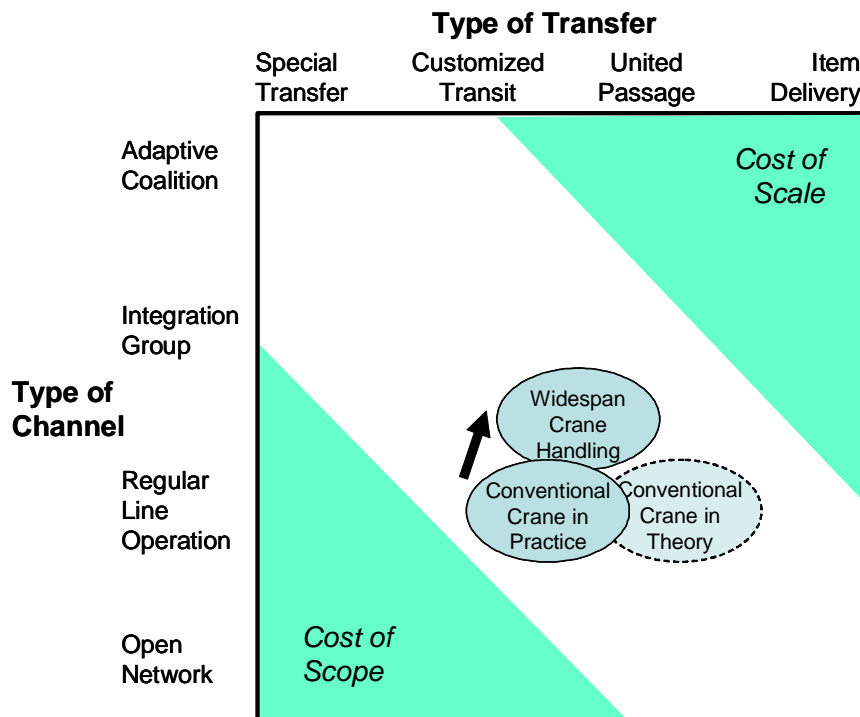 Type of Transfer
Special
Transfer
Customized
Transit
United
Passage
Item
Delivery
Adaptive
Coalition
Cost of
Scale
Integration
Group
Type of
Channel
Widespan
Crane
Handling
Regular
Line
Operation
Conventional
Crane in
Practice
Conventional
Crane in
Theory
Open
Network
Cost of
Scope